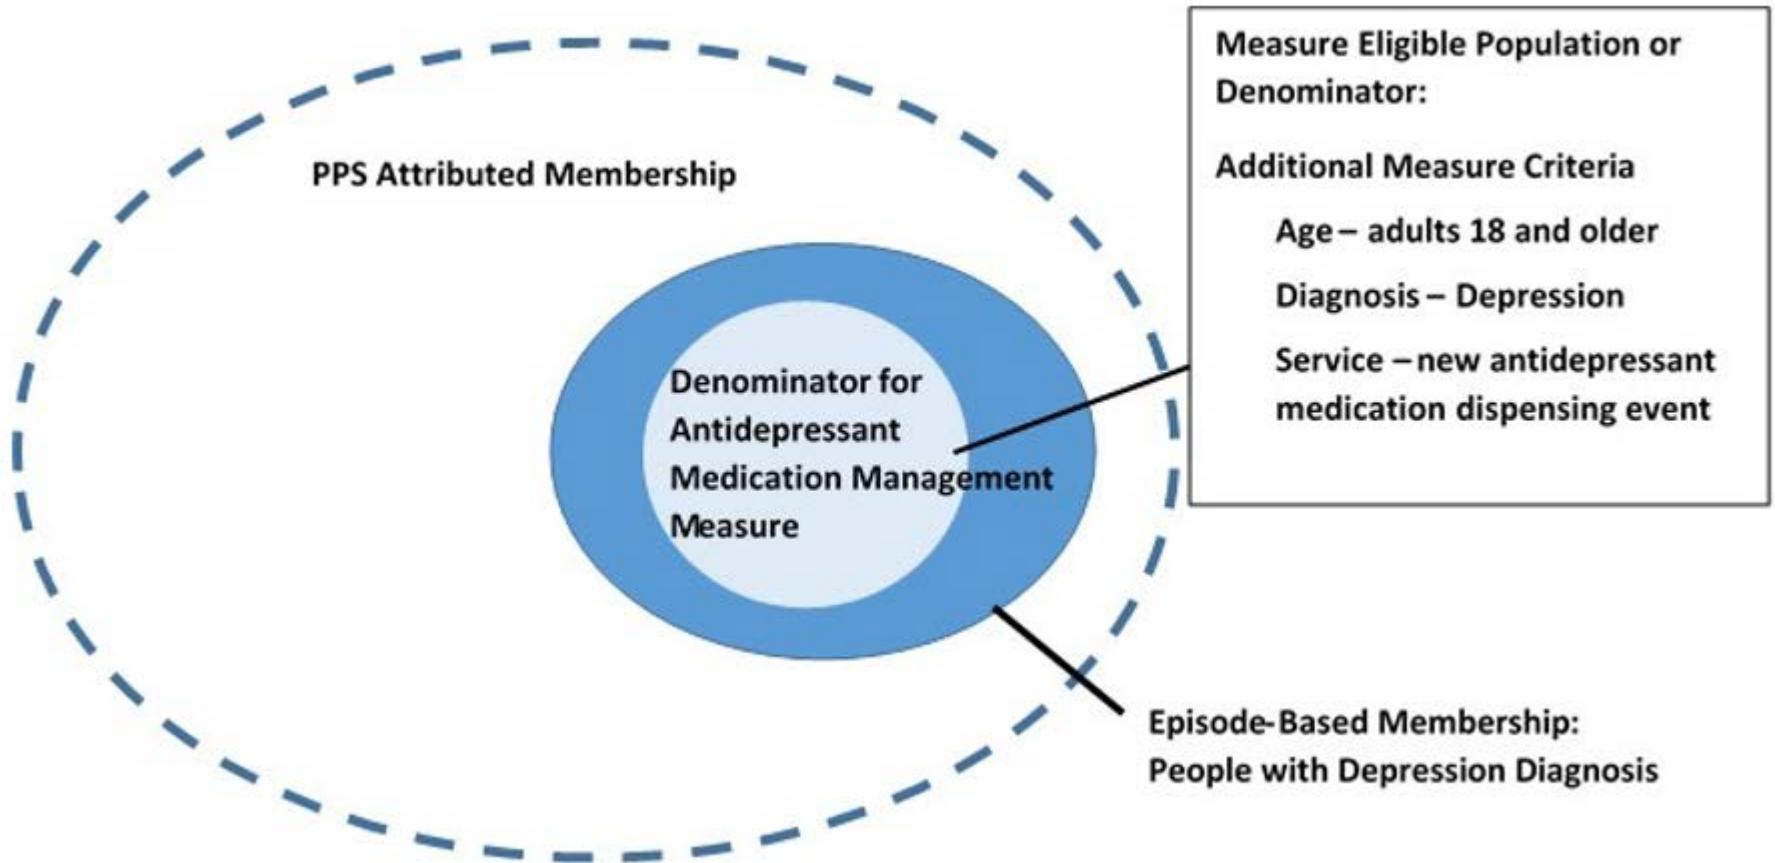 PPS Attributed Membership
Denominator for
Antidepressant
Medication Management
Measure
Measure Eligible Population or
Denominator:
Additional Measure Criteria
Age – adults 18 and older
Diagnosis – Depression
Service – new antidepressant
medication dispensing event
Episode-Based Membership:
People with Depression Diagnosis